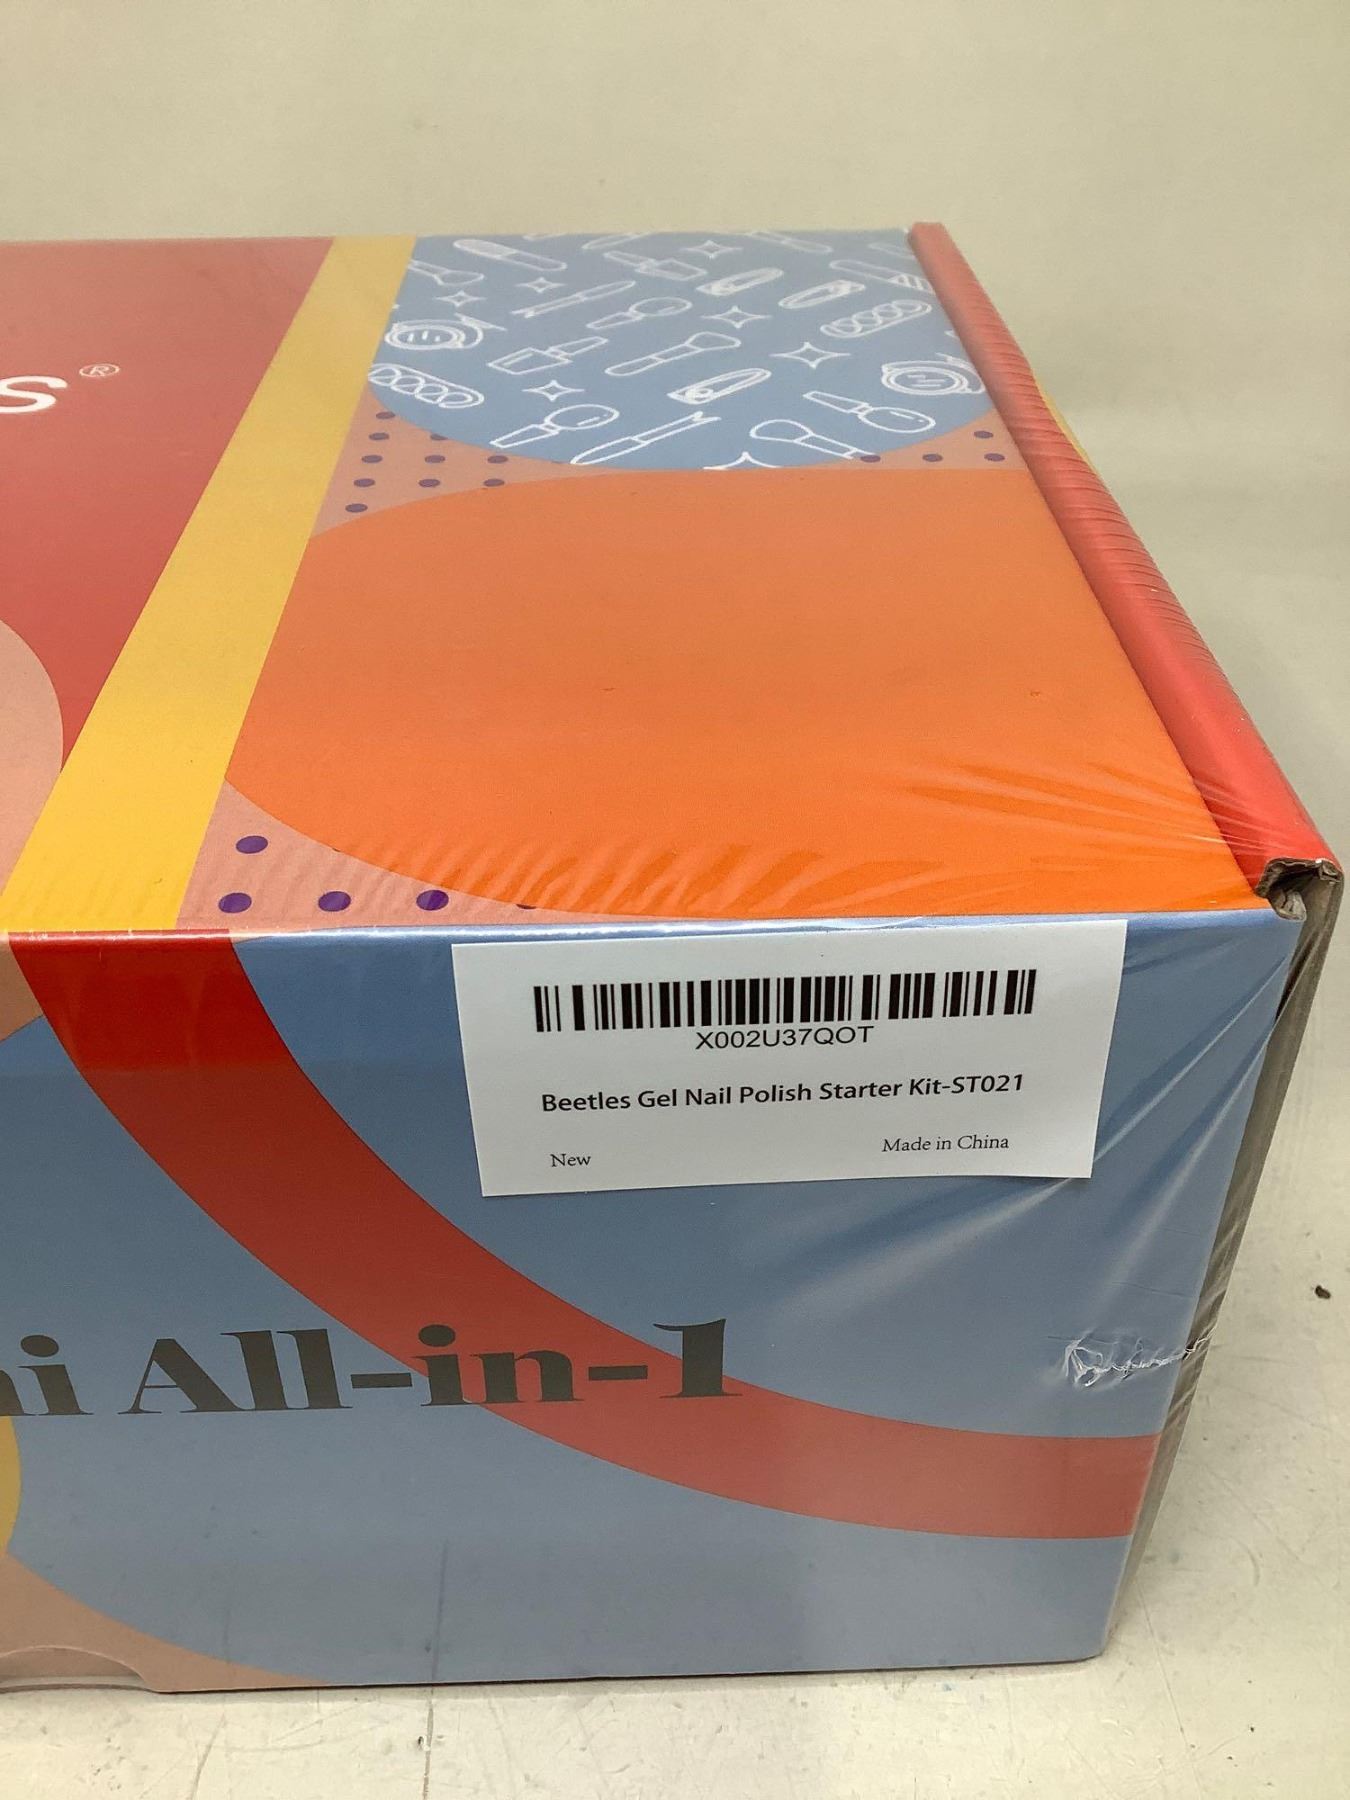 s®
X002U37QOT
Beetles Gel Nail Polish Starter Kit-ST021
New
Made in China
ni All-in-1